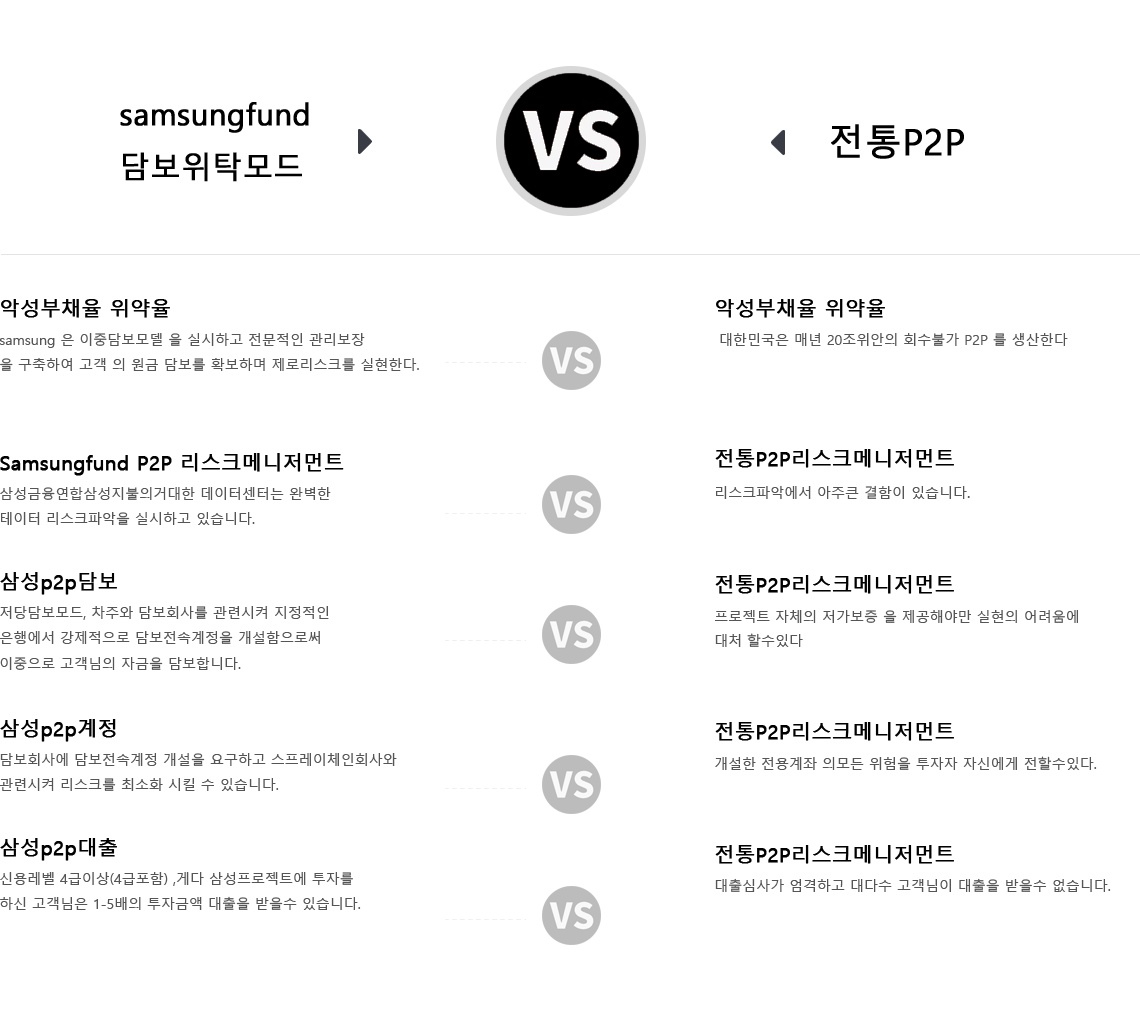 samsungfund
담보위탁모드
VS
전통P2P
악성부채율 위약율
samsung 은 이중담보모델 을 실시하고 전문적인 관리보장
을 구축하여 고객 의 원금 담보를 확보하며 제로리스크를 실현한다.
VS
악성부채율 위약율
대한민국은 매년 20조위안의 회수불가 P2P 를 생산한다
Samsungfund P2P 리스크메니저먼트
삼성금융연합삼성지불의거대한 데이터센터는 완벽한
테이터 리스크파악을 실시하고 있습니다.
VS
전통P2P리스크메니저먼트
리스크파악에서 아주큰 결함이 있습니다.
삼성p2p담보
저당담보모드, 차주와 담보회사를 관련시켜 지정적인
은행에서 강제적으로 담보전속계정을 개설함으로써
이중으로 고객님의 자금을 담보합니다.
VS
전통P2P리스크메니저먼트
프로젝트 자체의 저가보증 을 제공해야만 실현의 어려움에
대처 할수있다
삼성p2p계정
담보회사에 담보전속계정 개설을 요구하고 스프레이체인회사와
관련시켜 리스크를 최소화 시킬 수 있습니다.
VS
전통P2P리스크메니저먼트
개설한 전용계좌 의모든 위험을 투자자 자신에게 전할수있다.
삼성p2p대출
신용레벨 4급이상(4급포함) ,게다 삼성프로젝트에 투자를
하신 고객님은 1-5배의 투자금액 대출을 받을수 있습니다.
VS
전통P2P리스크메니저먼트
대출심사가 엄격하고 대다수 고객님이 대출을 받을수 없습니다.